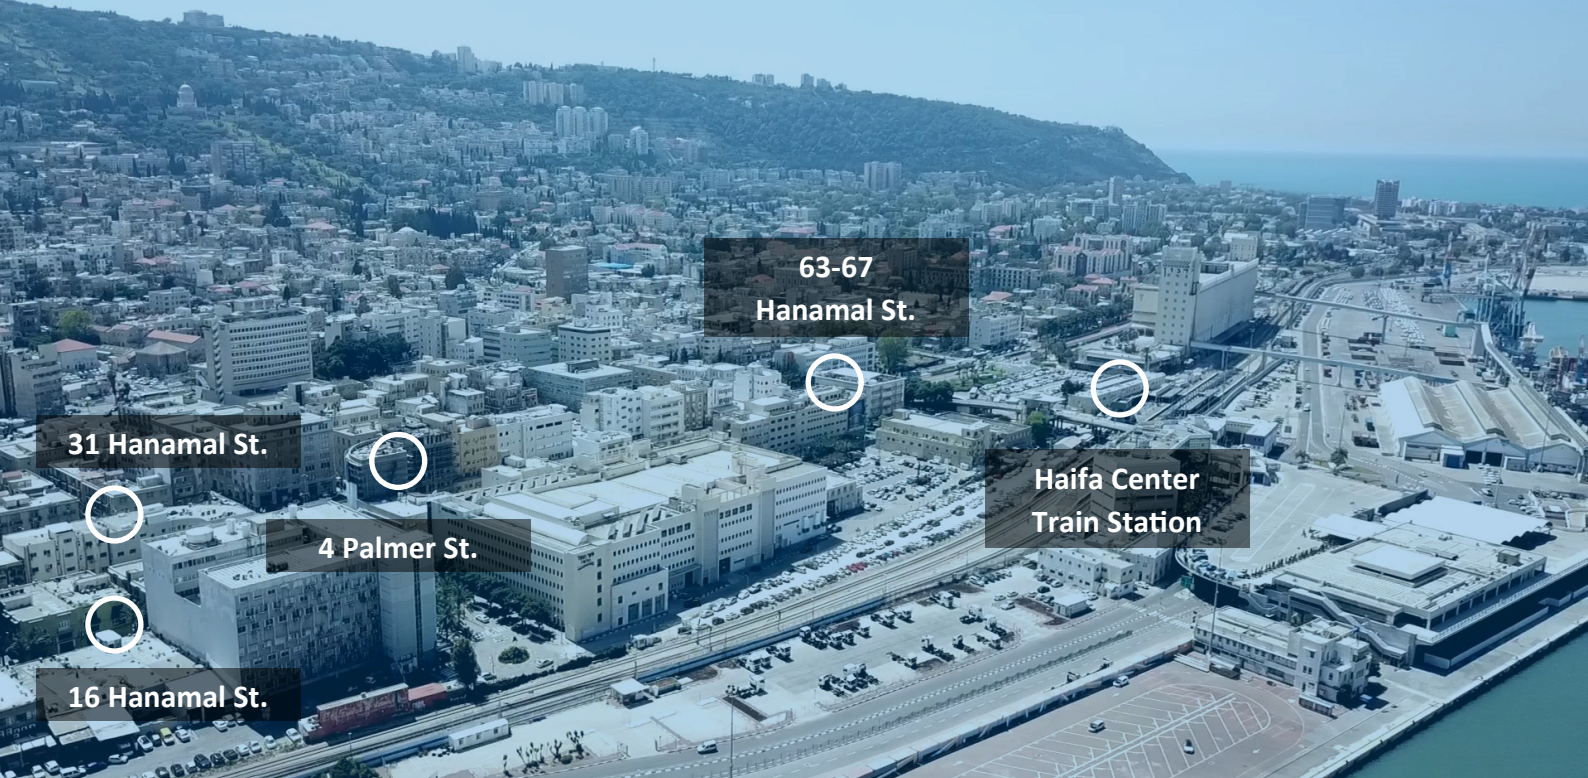 63-67
Hanamal St.
31 Hanamal St.
4 Palmer St.
Haifa Center
Train Station
16 Hanamal St.